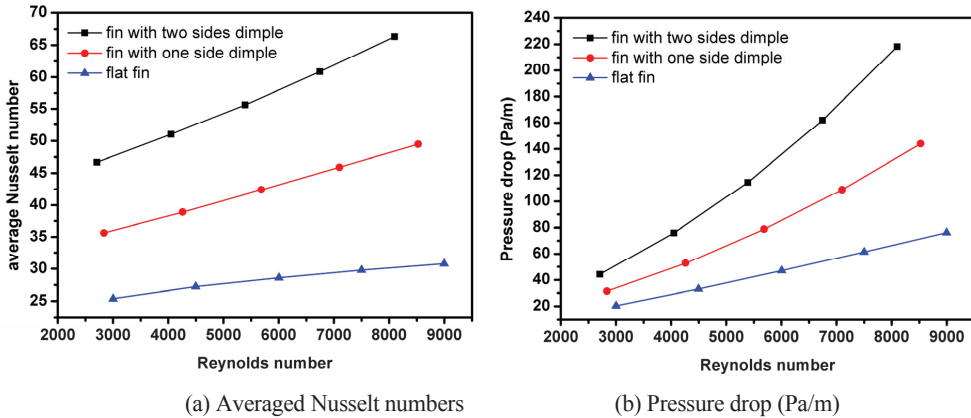 fin with two sides dimple
fin with one side dimple
flat fin
average Nusselt number
70
65
60
55
50
45
40
35
30
25
2000 3000 4000 5000 6000 7000 8000 9000
Reynolds number
(a) Averaged Nusselt numbers
fin with two sides dimple
fin with one side dimple
flat fin
Pressure drop (Pa/m)
240
220
200
180
160
140
120
100
80
60
40
20
2000 3000 4000 5000 6000 7000 8000 9000
Reynolds number
(b) Pressure drop (Pa/m)